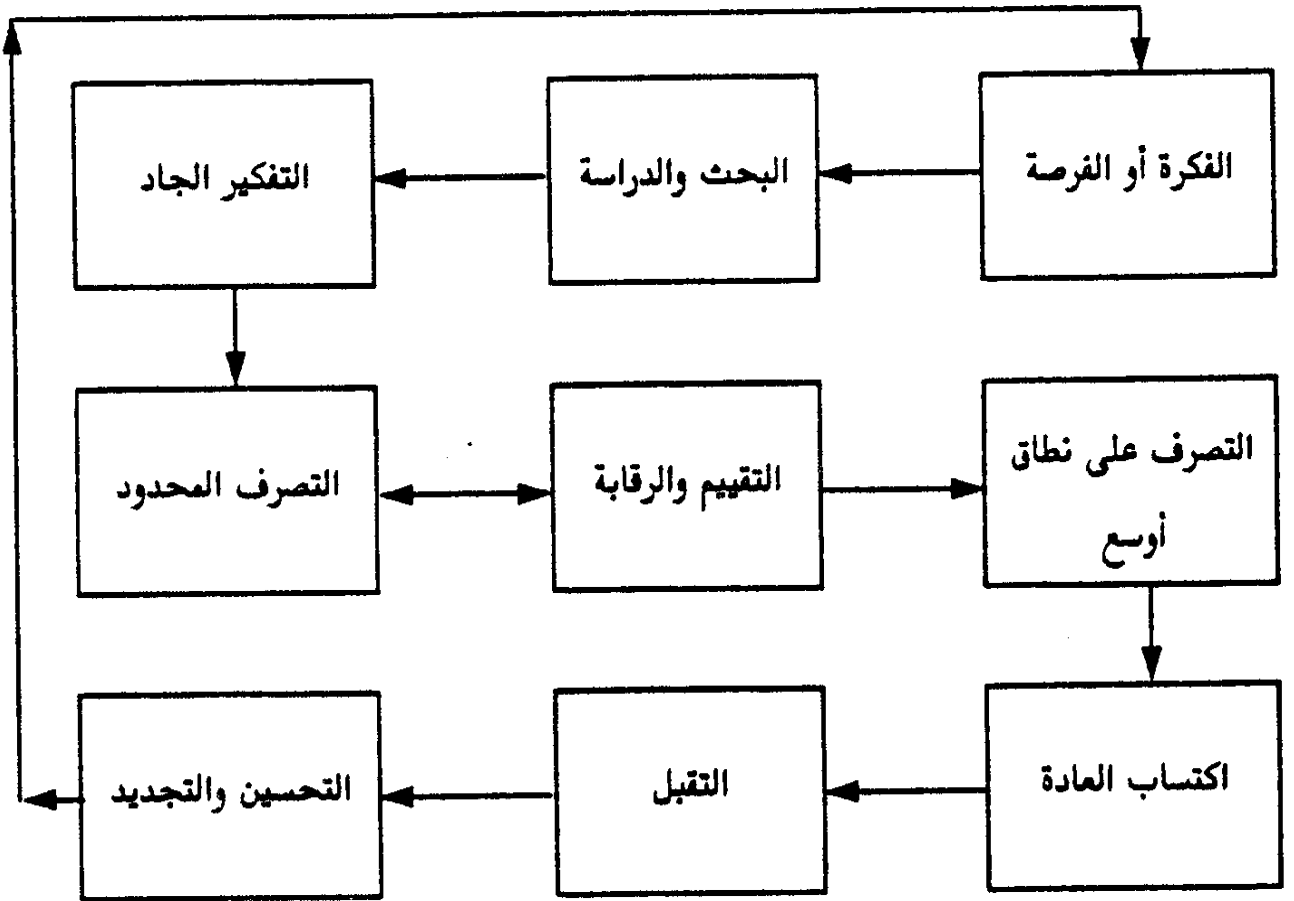 الفكرة أو الفرصة
البحث والدراسة
التفكير الجاد
التصرف المحدود
التقييم والرقابة
التصرف على نطاق
أوسع
اكتساب العادة
التقبل
التحسين والتجديد